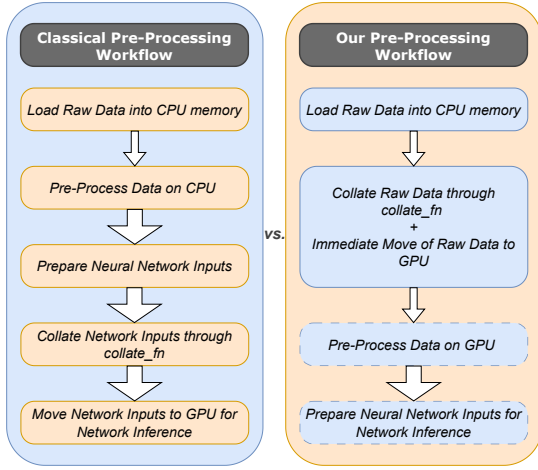 Classical Pre-Processing
Workflow
Load Raw Data into CPU memory
Pre-Process Data on CPU
Prepare Neural Network Inputs
Collate Network Inputs through
collate_fn
Move Network Inputs to GPU for
Network Inference
vs.
Our Pre-Processing
Workflow
Load Raw Data into CPU memory
Collate Raw Data through
collate_fn
+
Immediate Move of Raw Data to
GPU
Pre-Process Data on GPU
Prepare Neural Network Inputs for
Network Inference